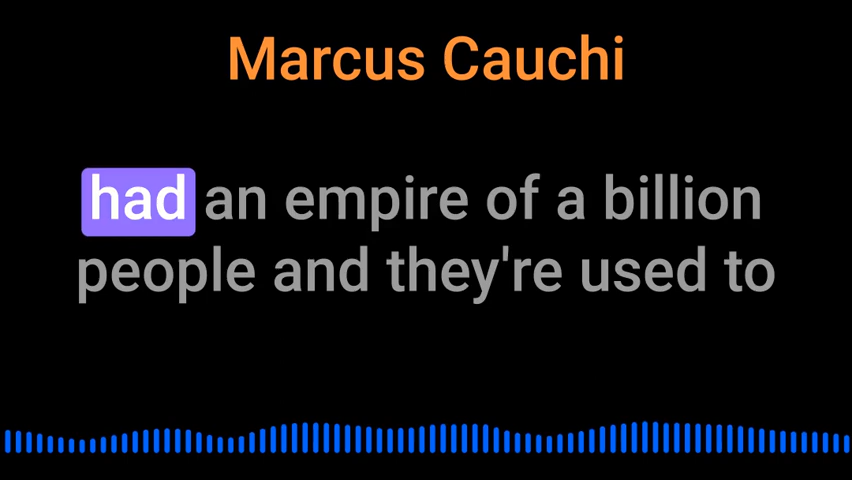 Marcus Cauchi
had an empire of a billion
people and they're used to